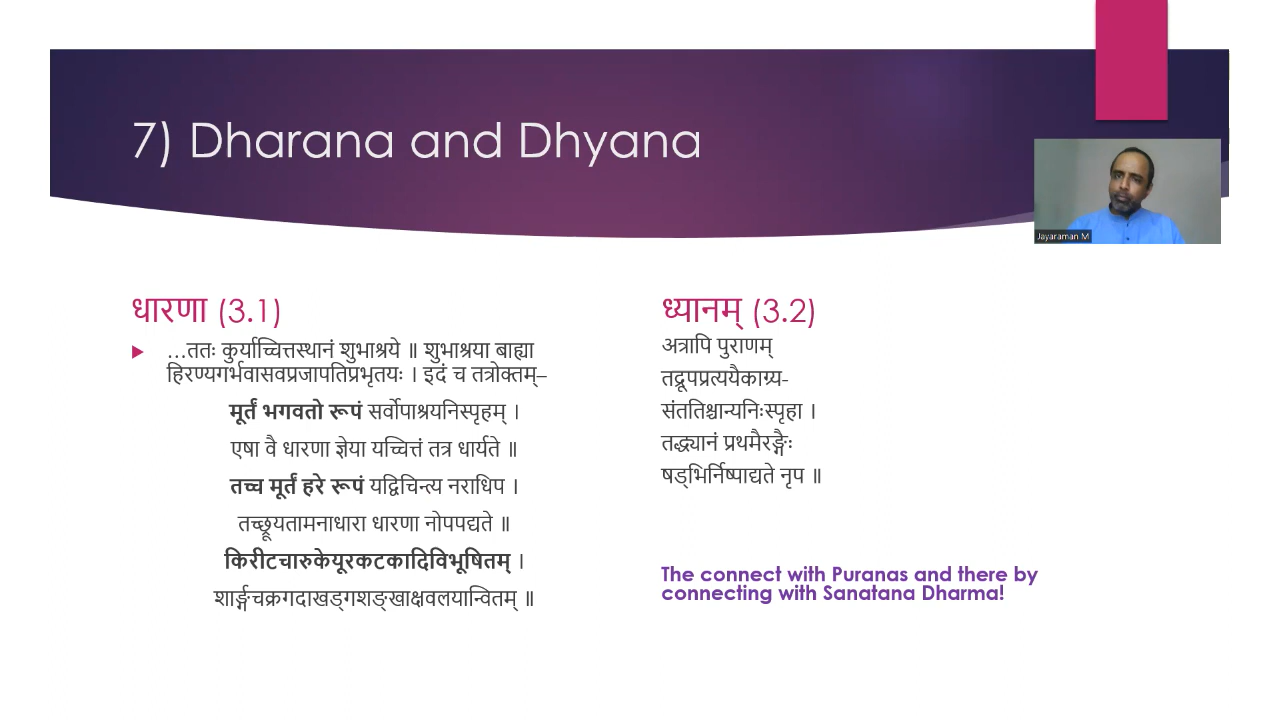 7) Dharana and Dhyana
Jayaraman M
धारणा (3.1)
...ततः कुर्याच्चित्तस्थानं शुभाश्रये ॥ शुभाश्रया बाह्या
हिरण्यगर्भवासवप्रजापतिप्रभृतयः । इदं च तत्रोक्तम्–
मूर्तं भगवतो रूपं सर्वोपाश्रयनिस्पृहम् ।
एषा वै धारणा ज्ञेया यच्चित्तं तत्र धार्यते ॥
तच्च मूर्तं हरे रूपं यद्विचिन्त्य नराधिप ।
तच्छ्रूयतामनाधारा धारणा नोपपद्यते ॥
किरीटचारुकेयूरकटकादिविभूषितम् ।
शार्ङ्गचक्रगदाखड्गशङ्खाक्षवलयान्वितम् ॥
ध्यानम् (3.2)
अत्रापि पुराणम्
तद्रूपप्रत्ययैकाग्र्य-
संततिश्चान्यनिःस्पृहा ।
तद्ध्यानं प्रथमैरङ्गैः
षड्भिर्निष्पाद्यते नृप ॥
The connect with Puranas and there by
connecting with Sanatana Dharma!